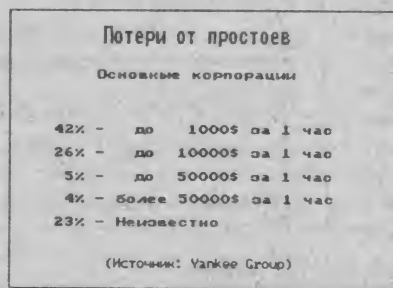 Потери от простоев
Основные корпорации
42% - до 1000$ за 1 час
26% - до 10000$ за 1 час
5% - до 50000$ за 1 час
4% - более 50000$ за 1 час
23% - Неизвестно
(Источник: Yankee Group)